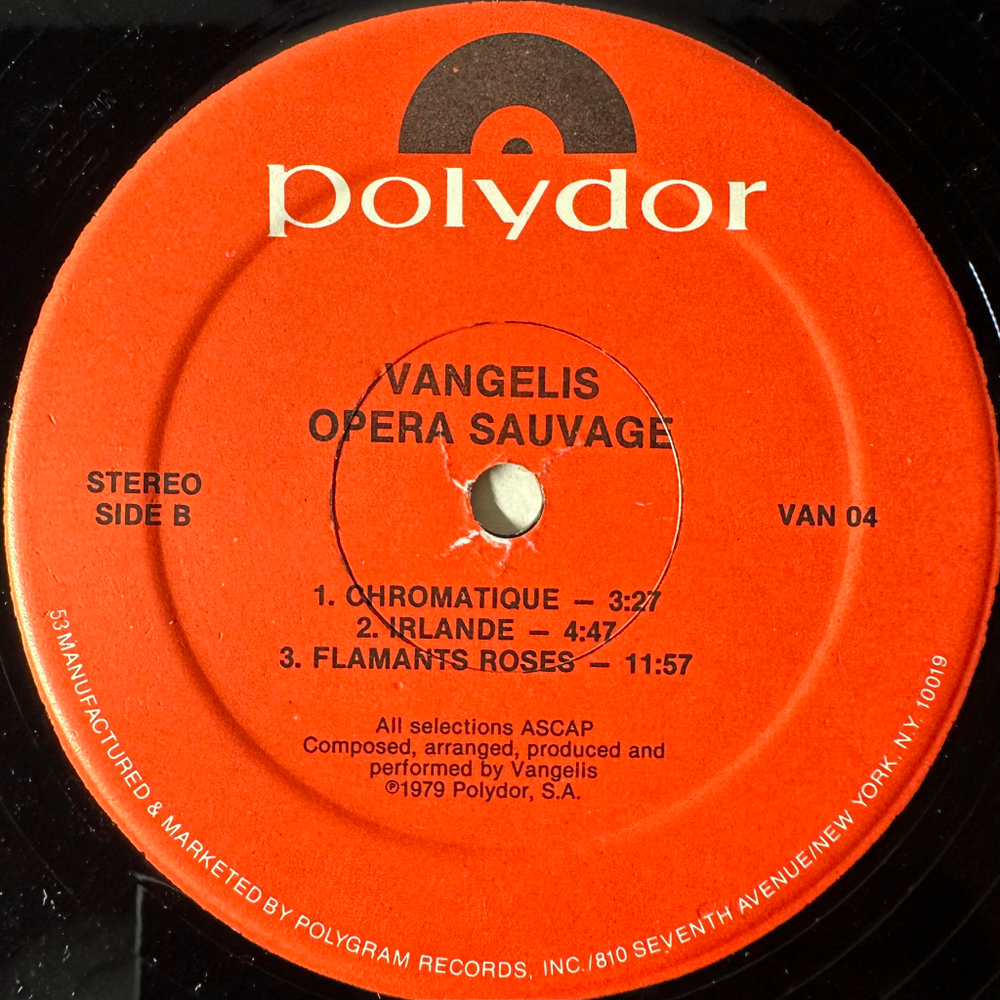 polydor
VANGELIS
OPERA SAUVAGE
STEREO
SIDE B
VAN 04
1. CHROMATIQUE — 3:27
2. IRLANDE — 4:47
3. FLAMANTS ROSES — 11:57
All selections ASCAP
Composed, arranged, produced and
performed by Vangelis
℗1979 Polydor, S.A.
53 MANUFACTURED & MARKETED BY POLYGRAM RECORDS, INC./810 SEVENTH AVENUE/NEW YORK, N.Y. 10019